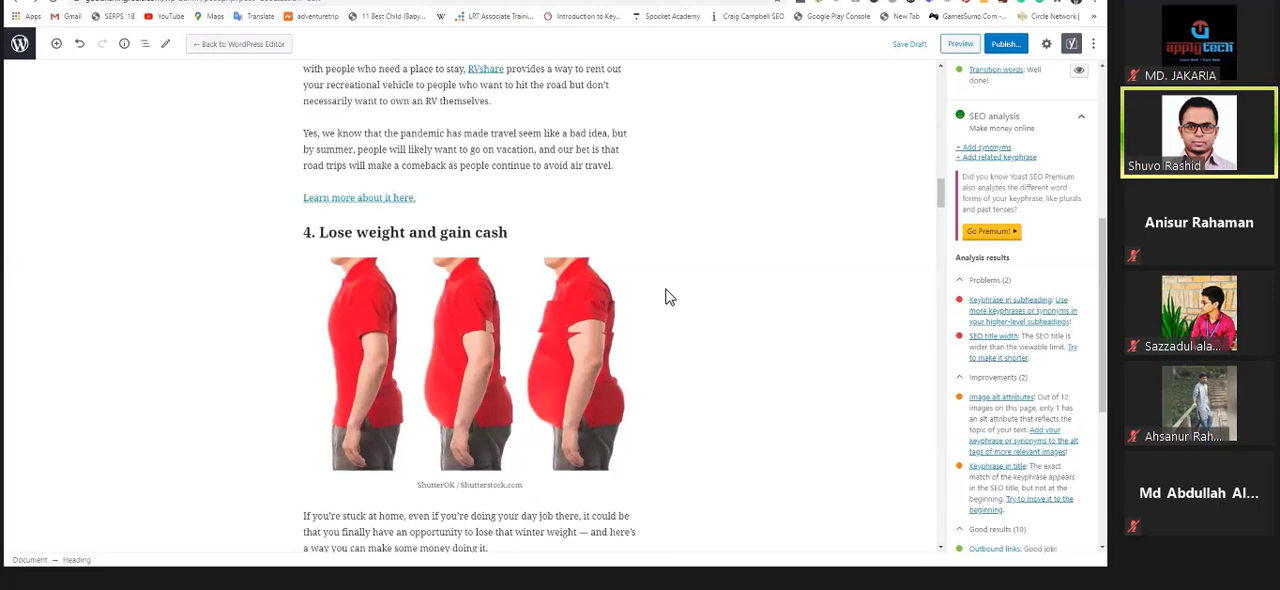 Gmail
SERPS '18
YouTube
Maps
Translate
adventuretrip
11 Best Child (Baby...
LRT Associate Traini...
Introduction to Key...
Spocket Academy
Craig Campbell SEO
Google Play Console
New Tab
GamesSumo.Com -...
Circle Network |
← Back to WordPress Editor
Save Draft
Preview
Publish...
with people who need a place to stay, RVshare provides a way to rent out
your recreational vehicle to people who want to hit the road but don't
necessarily want to own an RV themselves.
Yes, we know that the pandemic has made travel seem like a bad idea, but
by summer, people will likely want to go on vacation, and our bet is that
road trips will make a comeback as people continue to avoid air travel.
Learn more about it here.
4. Lose weight and gain cash
ShutterOK / Shutterstock.com
If you're stuck at home, even if you're doing your day job there, it could be
that you finally have an opportunity to lose that winter weight — and here's
a way you can make some money doing it.
Document → Heading
Transition words: Well
done!
SEO analysis
Make money online
+ Add synonyms
+ Add related keyphrase
Did you know Yoast SEO Premium
also analyzes the different word
forms of your keyphrase, like plurals
and past tenses?
Go Premium!
Analysis results
Problems (2)
Keyphrase in subheading: Use
more keyphrases or synonyms in
your higher-level subheadings!
SEO title width: The SEO title is
wider than the viewable limit. Try
to make it shorter.
Improvements (2)
Image alt attributes: Out of 12
images on this page, only 1 has
an alt attribute that reflects the
topic of your text. Add your
keyphrase or synonyms to the alt
tags of more relevant images!
Keyphrase in title: The exact
match of the keyphrase appears
in the SEO title, but not at the
beginning. Try to move it to the
beginning.
Good results (10)
Outbound links: Good job!
applytech
MD. JAKARIA
Shuvo Rashid
Anisur Rahaman
Sazzadul ala...
Ahsanur Rah...
Md Abdullah Al...